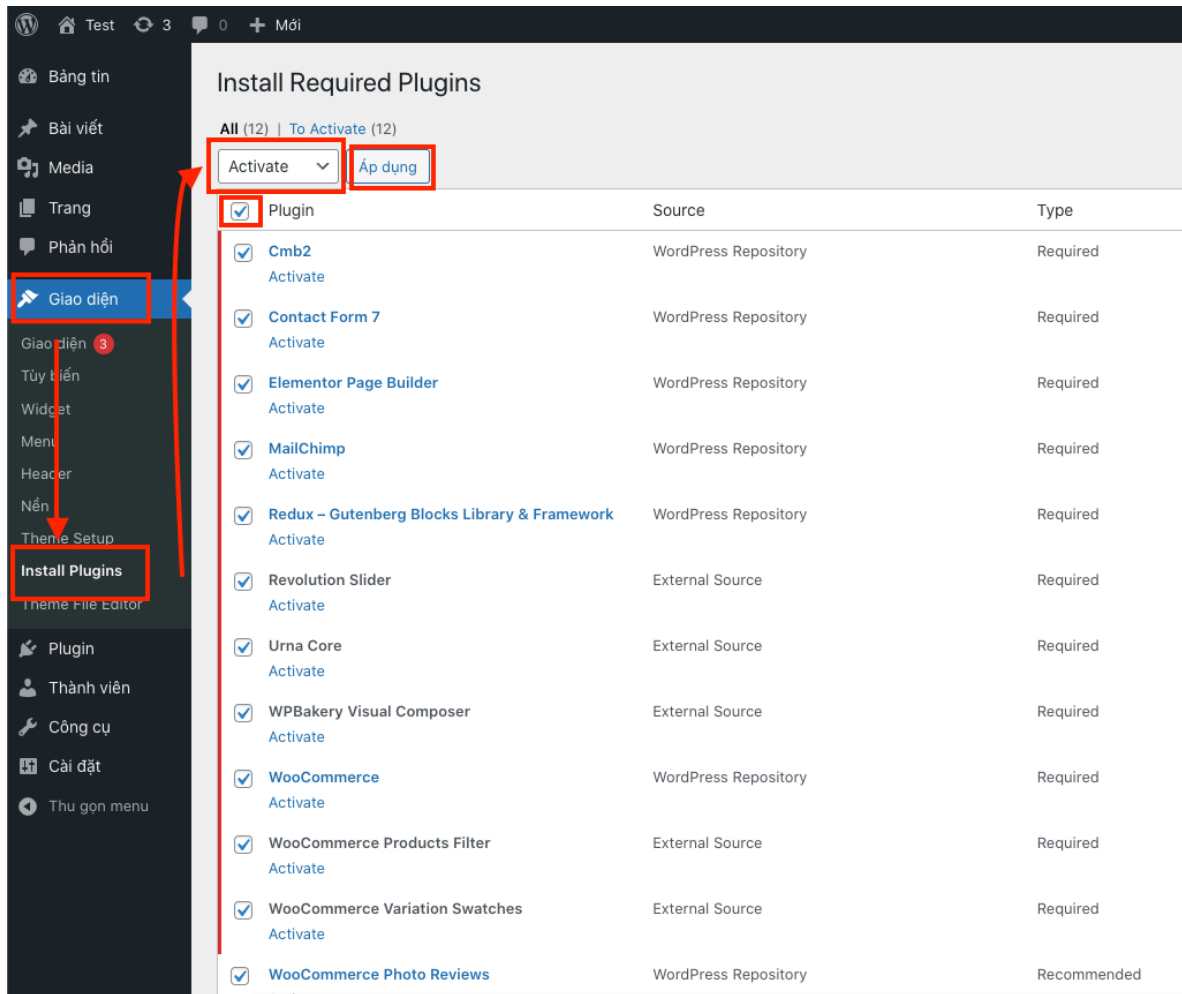 Test 3 0 Mới
Bảng tin
Bài viết
Media
Trang
Phản hồi
Giao diện
Giao diện 3
Tùy biến
Widget
Menu
Header
Nền
Theme Setup
Install Plugins
Theme File Editor
Plugin
Thành viên
Công cụ
Cài đặt
Thu gọn menu
Install Required Plugins
All (12) | To Activate (12)
Activate Áp dụng
Plugin Source Type
Cmb2 WordPress Repository Required
Activate
Contact Form 7 WordPress Repository Required
Activate
Elementor Page Builder WordPress Repository Required
Activate
MailChimp WordPress Repository Required
Activate
Redux – Gutenberg Blocks Library & Framework WordPress Repository Required
Activate
Revolution Slider External Source Required
Activate
Urna Core External Source Required
Activate
WPBakery Visual Composer External Source Required
Activate
WooCommerce WordPress Repository Required
Activate
WooCommerce Products Filter External Source Required
Activate
WooCommerce Variation Swatches External Source Required
Activate
WooCommerce Photo Reviews WordPress Repository Recommended